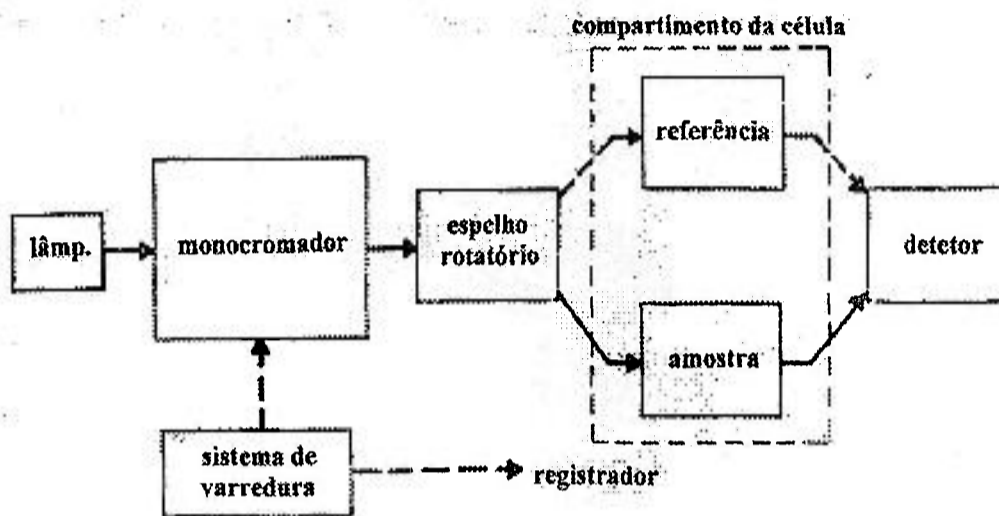 compartimento da célula
referência
lâmp.
monocromador
espelho
rotatório
detetor
amostra
sistema de
varredura
registrador